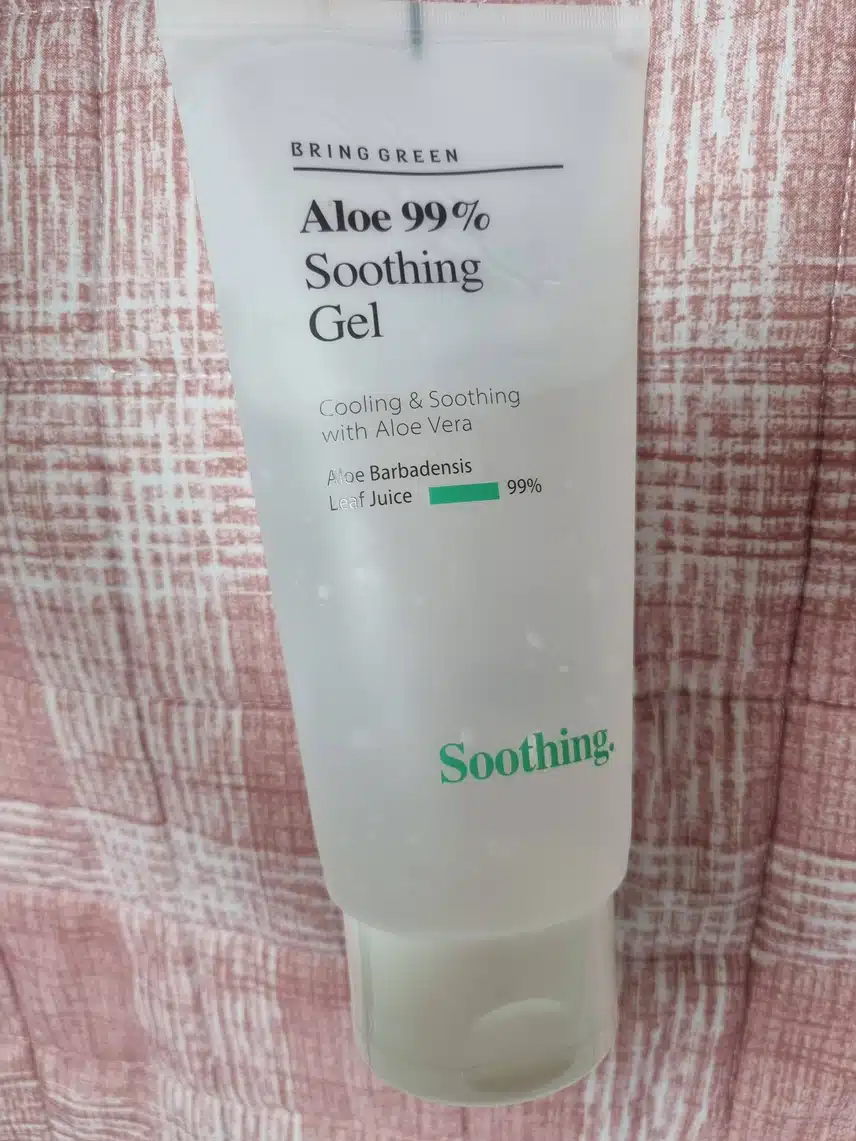 BRING GREEN
Aloe 99%
Soothing
Gel
Cooling & Soothing
with Aloe Vera
Aloe Barbadensis
Leaf Juice 99%
Soothing.